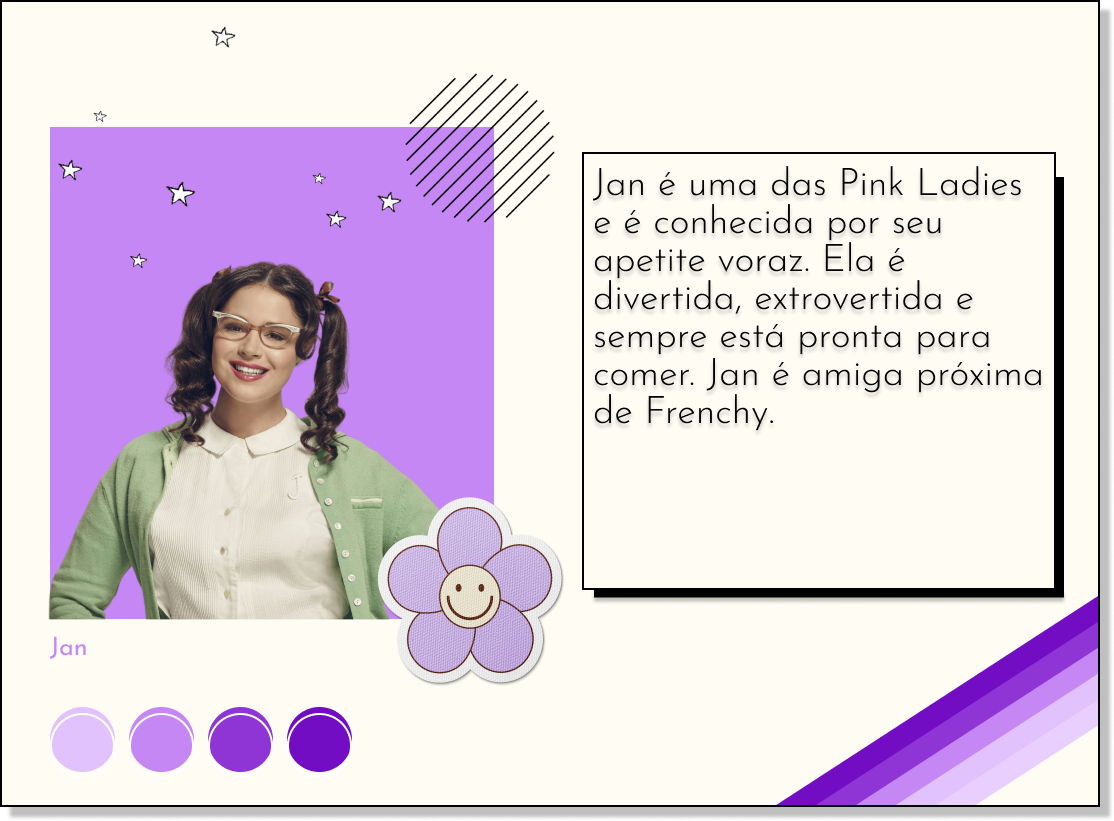 Jan é uma das Pink Ladies
e é conhecida por seu
apetite voraz. Ela é
divertida, extrovertida e
sempre está pronta para
comer. Jan é amiga próxima
de Frenchy.
J
Jan